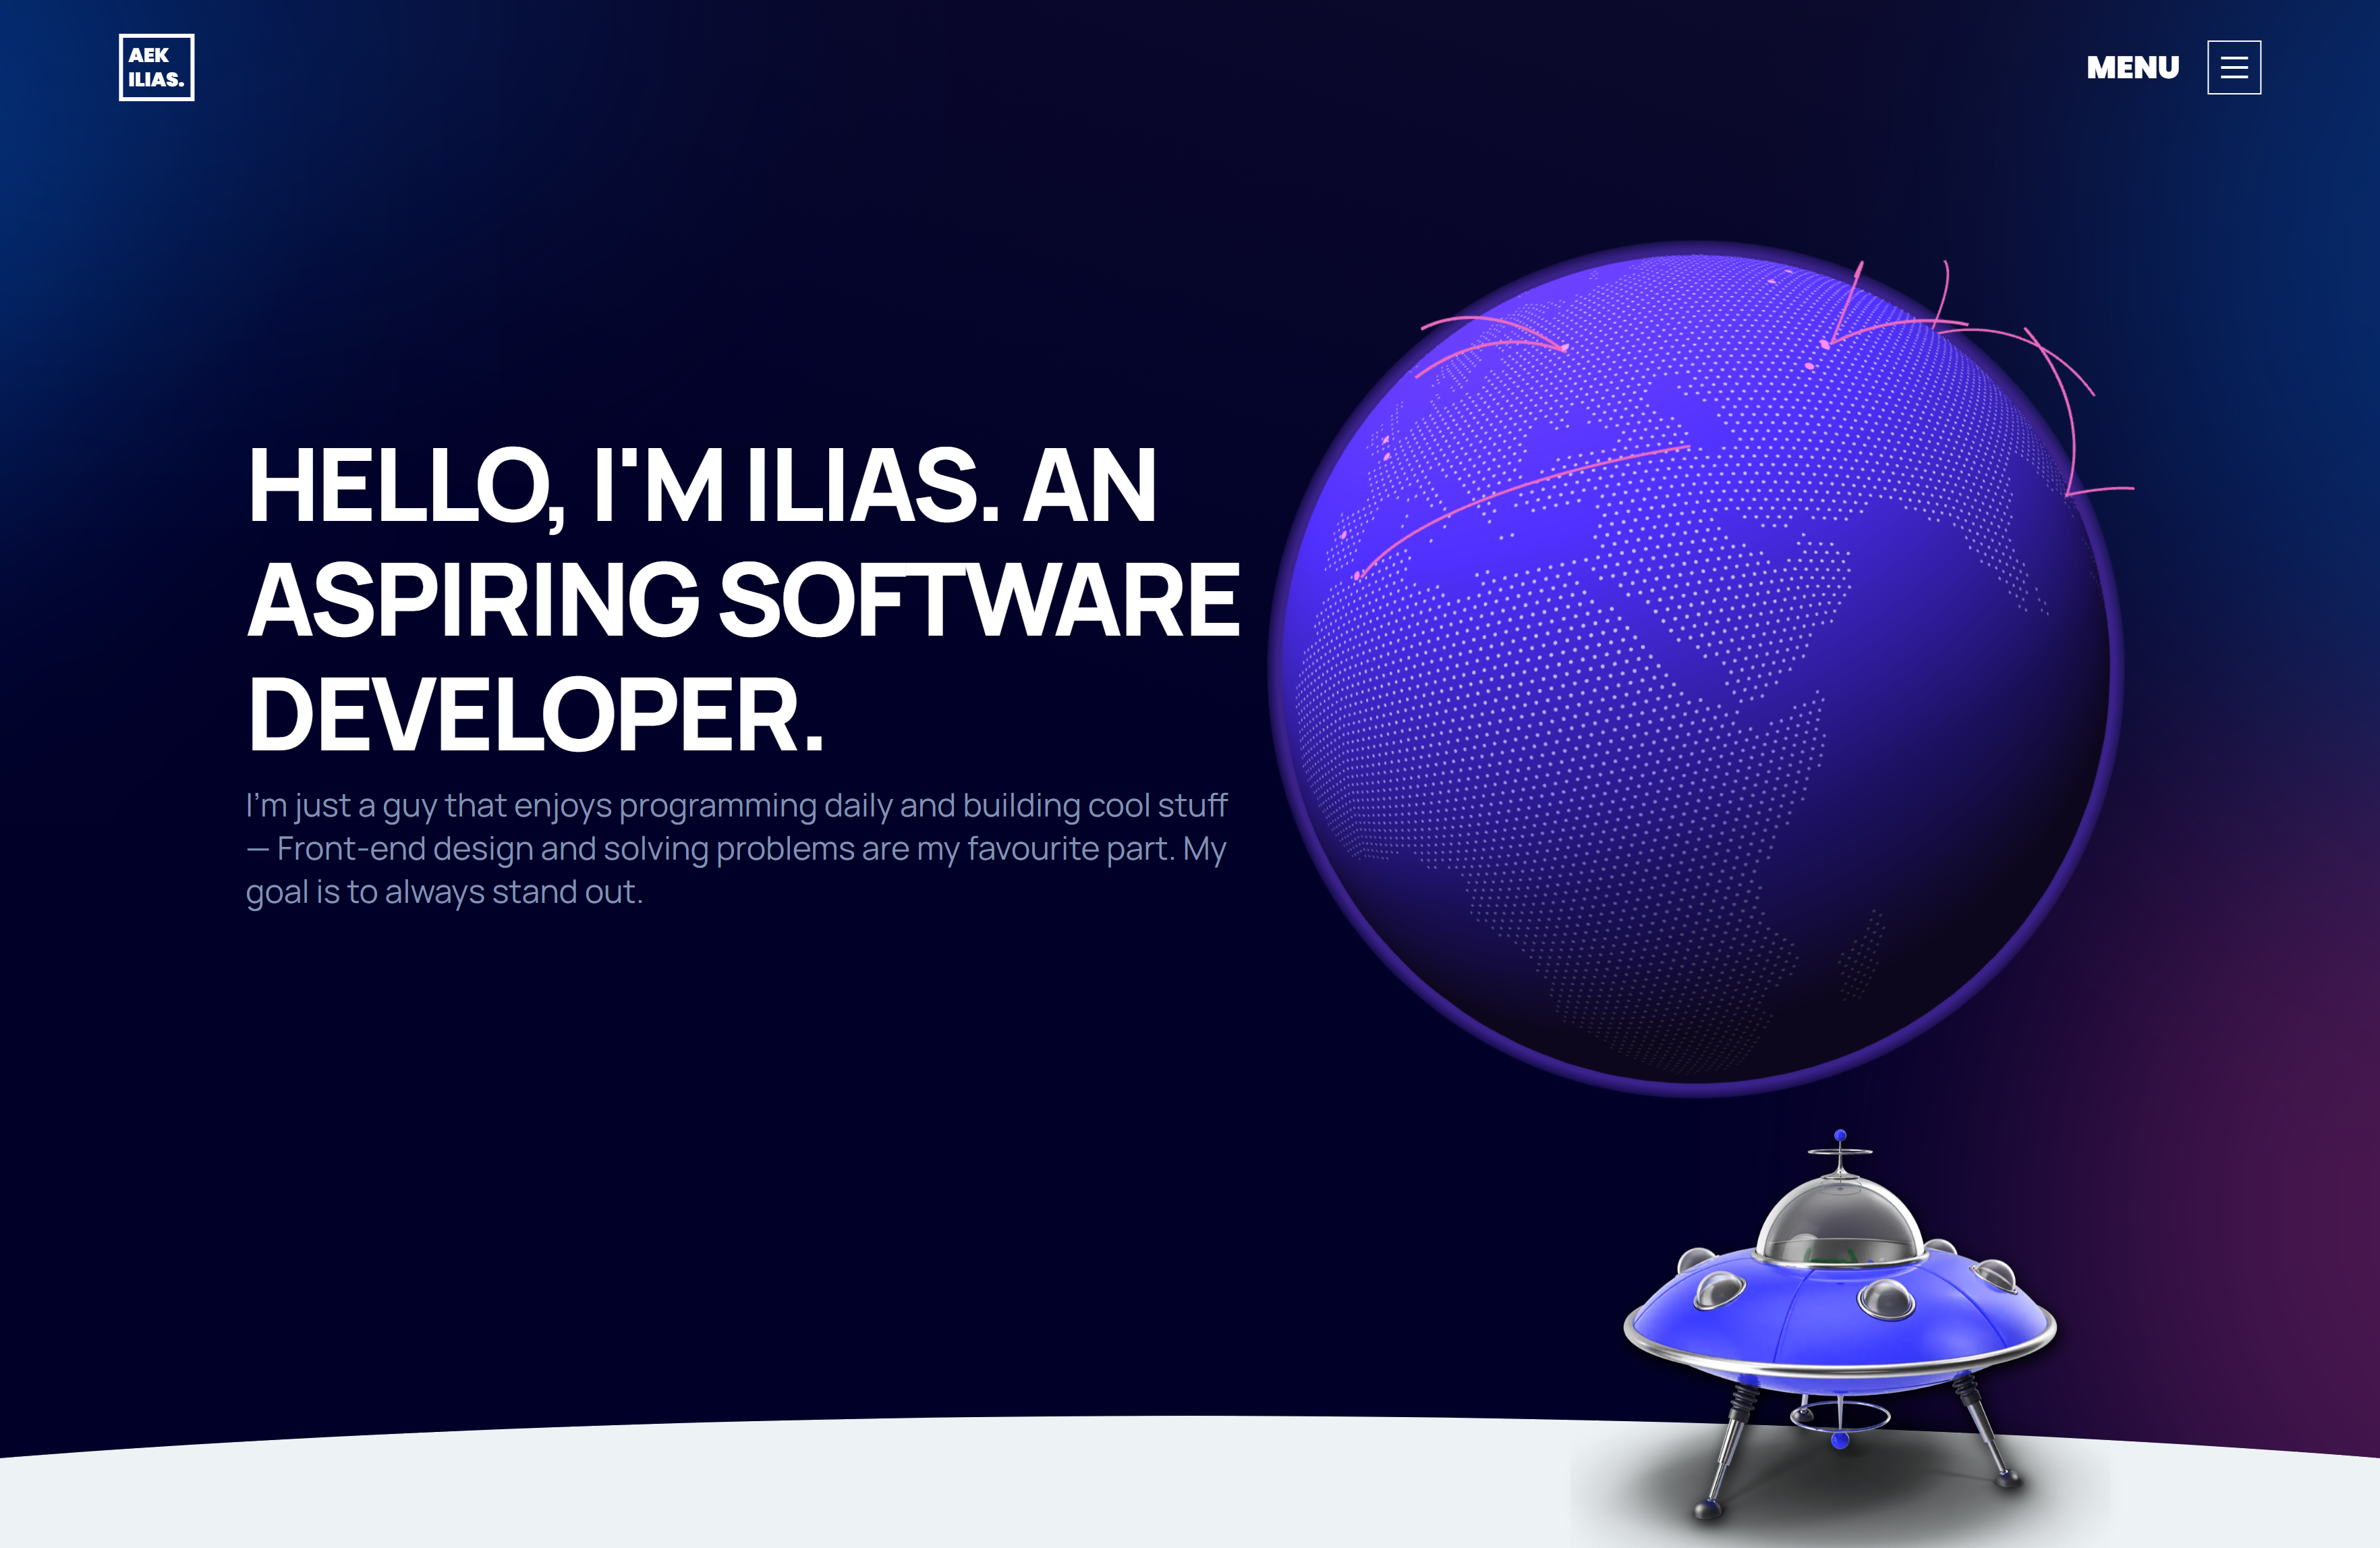 AEK
ILIAS.
MENU
HELLO, I'M ILIAS. AN
ASPIRING SOFTWARE
DEVELOPER.
I'm just a guy that enjoys programming daily and building cool stuff
— Front-end design and solving problems are my favourite part. My
goal is to always stand out.